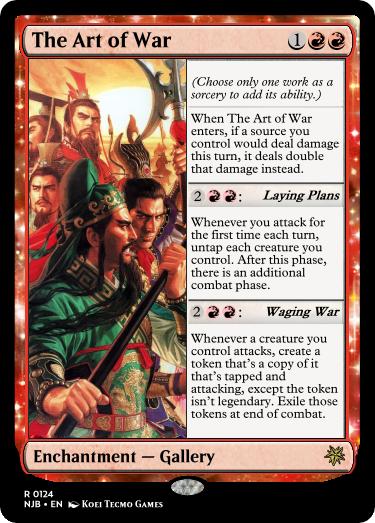 The Art of War 1
(Choose only one work as a
sorcery to add its ability.)
When The Art of War
enters, if a source you
control would deal damage
this turn, it deals double
that damage instead.
2 : Laying Plans
Whenever you attack for
the first time each turn,
untap each creature you
control. After this phase,
there is an additional
combat phase.
2 : Waging War
Whenever a creature you
control attacks, create a
token that's a copy of it
that's tapped and
attacking, except the token
isn't legendary. Exile those
tokens at end of combat.
Enchantment — Gallery
R 0124
NJB • EN Koei Tecmo Games